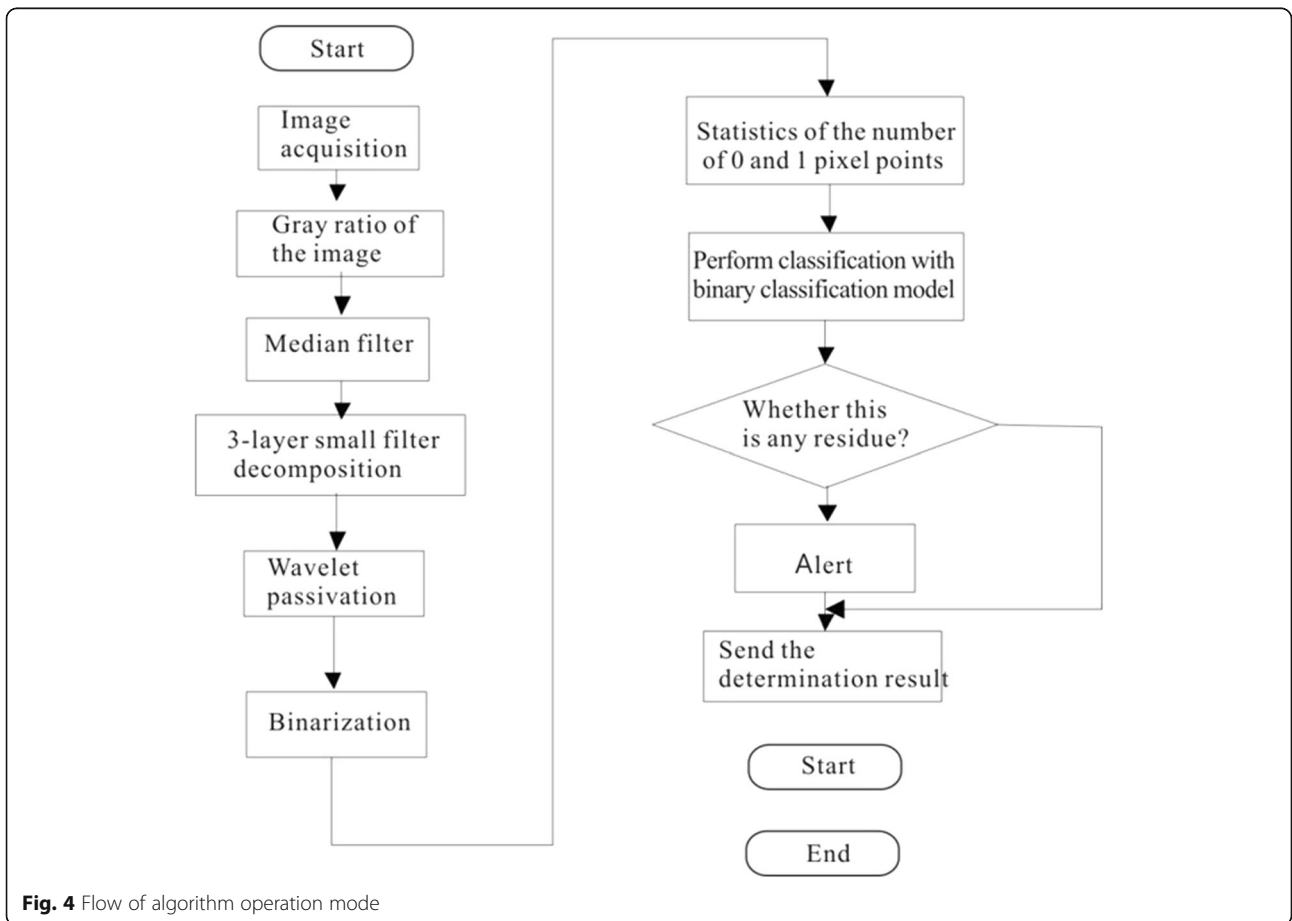 Start
Image
acquisition
Gray ratio of
the image
Median filter
3-layer small filter
decomposition
Wavelet
passivation
Binarization
Statistics of the number
of 0 and 1 pixel points
Perform classification with
binary classification model
Whether this
is any residue?
Alert
Send the
determination result
Start
End
Fig. 4 Flow of algorithm operation mode